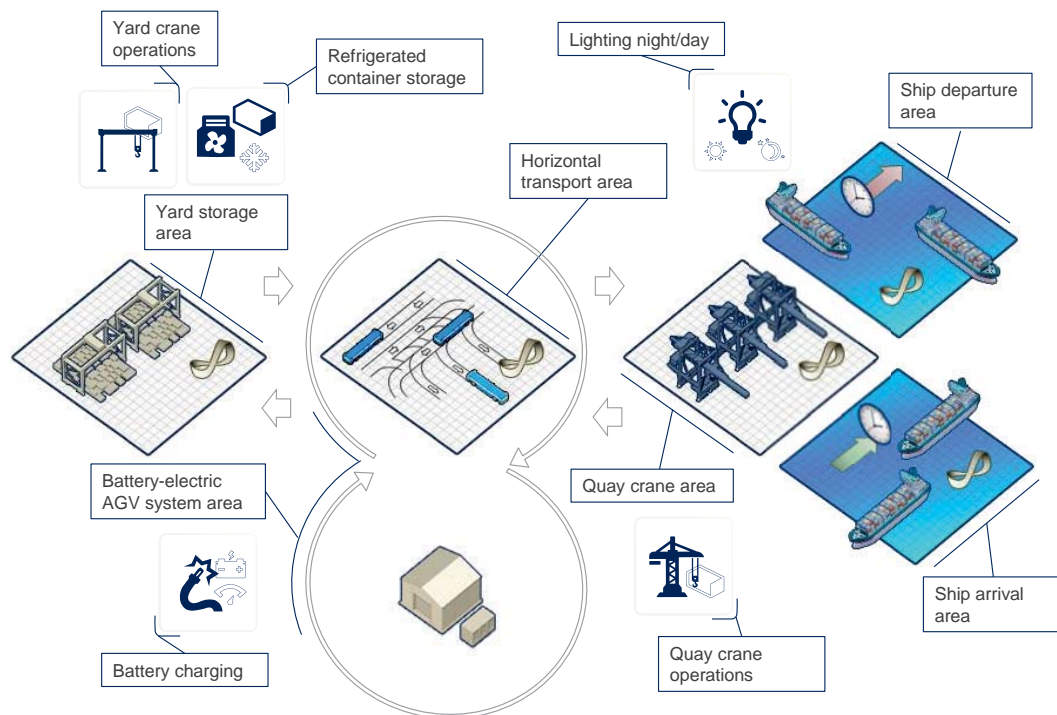 Yard crane
operations
Refrigerated
container storage
Lighting night/day
Ship departure
area
Horizontal
transport area
Yard storage
area
Battery-electric
AGV system area
Quay crane area
Ship arrival
area
Battery charging
Quay crane
operations